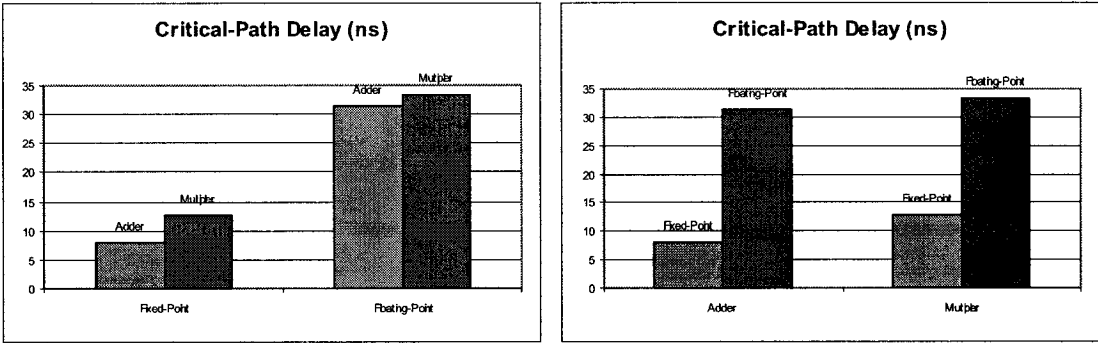 Critical-Path Delay (ns)
35
30
25
20
15
10
5
0
Adder
Multiplier
Adder
Multiplier
Fixed-Point
Floating-Point
Critical-Path Delay (ns)
35
30
25
20
15
10
5
0
Fixed-Point
Floating-Point
Fixed-Point
Floating-Point
Adder
Multiplier